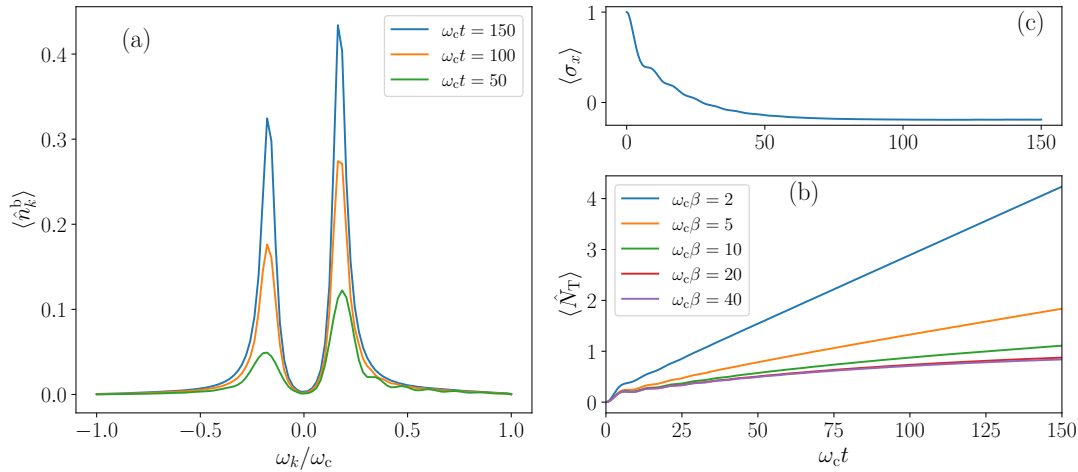 (a)
ω_c t = 150
ω_c t = 100
ω_c t = 50
⟨n̂_k^b⟩
0.4
0.3
0.2
0.1
0.0
−1.0 −0.5 0.0 0.5 1.0
ω_k/ω_c
(c)
⟨σ_x⟩
1
0
0 50 100 150
(b)
ω_c β = 2
ω_c β = 5
ω_c β = 10
ω_c β = 20
ω_c β = 40
⟨N̂_T⟩
4
3
2
1
0
0 25 50 75 100 125 150
ω_c t